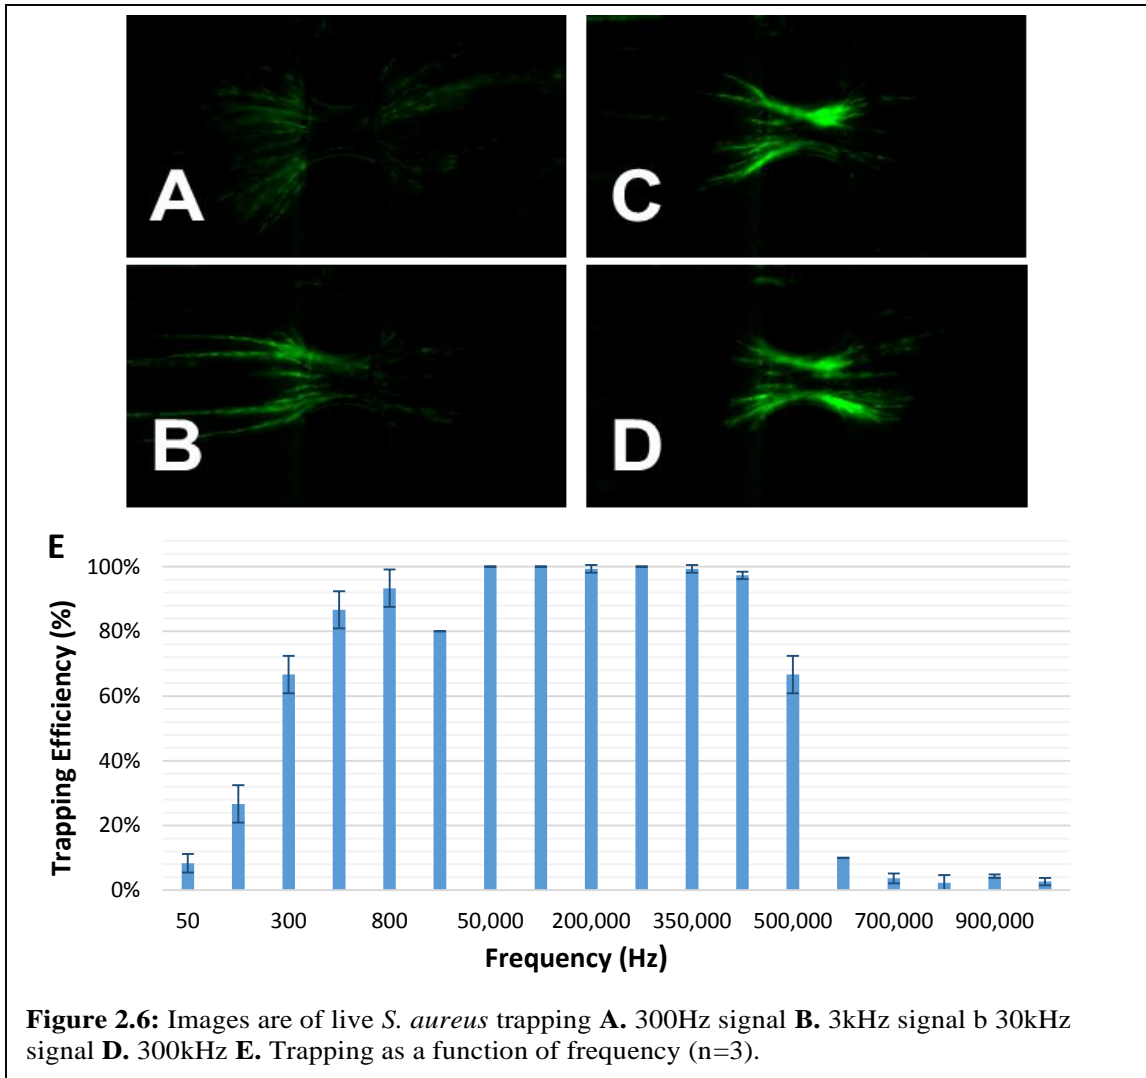 A
C
B
D
E
Trapping Efficiency (%)
100%
80%
60%
40%
20%
0%
50 300 800 50,000 200,000 350,000 500,000 700,000 900,000
Frequency (Hz)
Figure 2.6: Images are of live S. aureus trapping A. 300Hz signal B. 3kHz signal b 30kHz
signal D. 300kHz E. Trapping as a function of frequency (n=3).